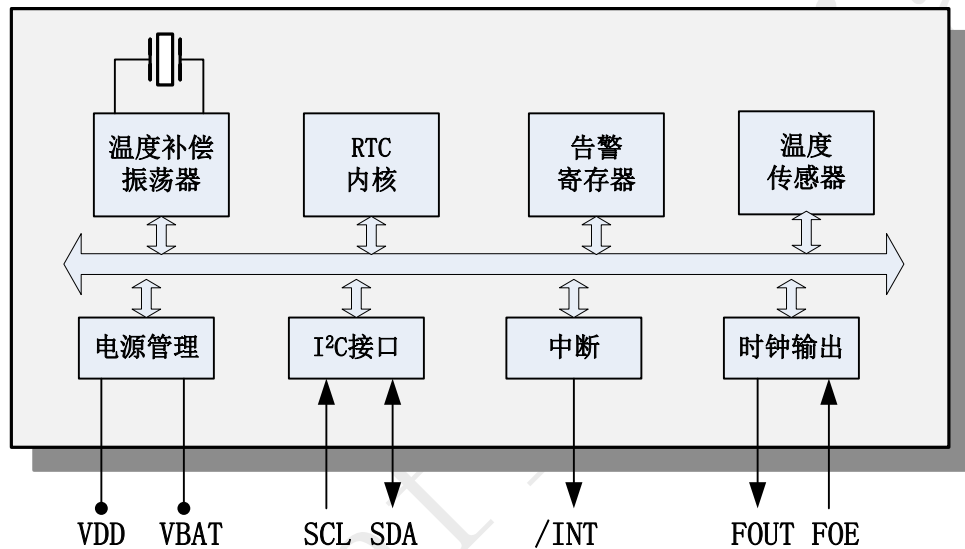 温度补偿
振荡器
RTC
内核
告警
寄存器
温度
传感器
电源管理
I²C接口
中断
时钟输出
VDD VBAT SCL SDA /INT FOUT FOE